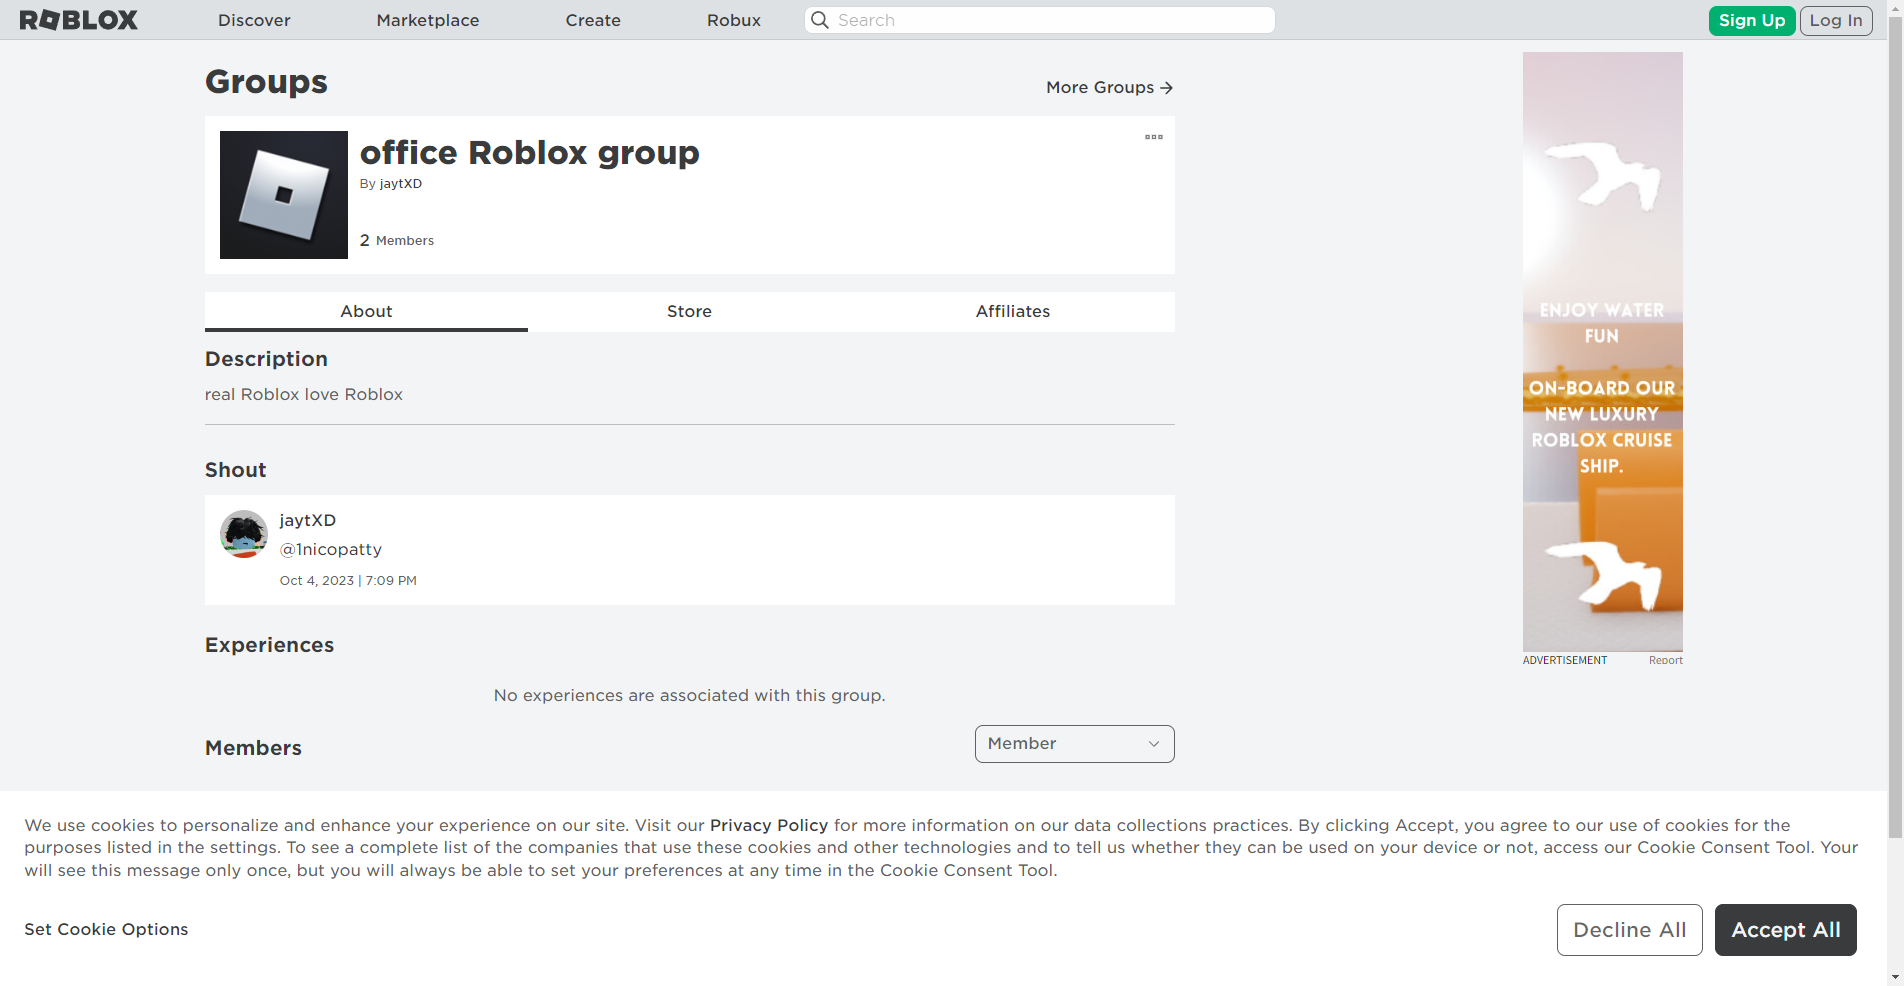 ROBLOX
Discover
Marketplace
Create
Robux
Search
Sign Up
Log In
Groups
More Groups
office Roblox group
By jaytXD
2 Members
About
Store
Affiliates
Description
real Roblox love Roblox
Shout
jaytXD
@1nicopatty
Oct 4, 2023 | 7:09 PM
Experiences
No experiences are associated with this group.
Members
Member
ENJOY WATER
FUN
ON-BOARD OUR
NEW LUXURY
ROBLOX CRUISE
SHIP.
ADVERTISEMENT
Report
We use cookies to personalize and enhance your experience on our site. Visit our Privacy Policy for more information on our data collections practices. By clicking Accept, you agree to our use of cookies for the
purposes listed in the settings. To see a complete list of the companies that use these cookies and other technologies and to tell us whether they can be used on your device or not, access our Cookie Consent Tool. Your
will see this message only once, but you will always be able to set your preferences at any time in the Cookie Consent Tool.
Set Cookie Options
Decline All
Accept All